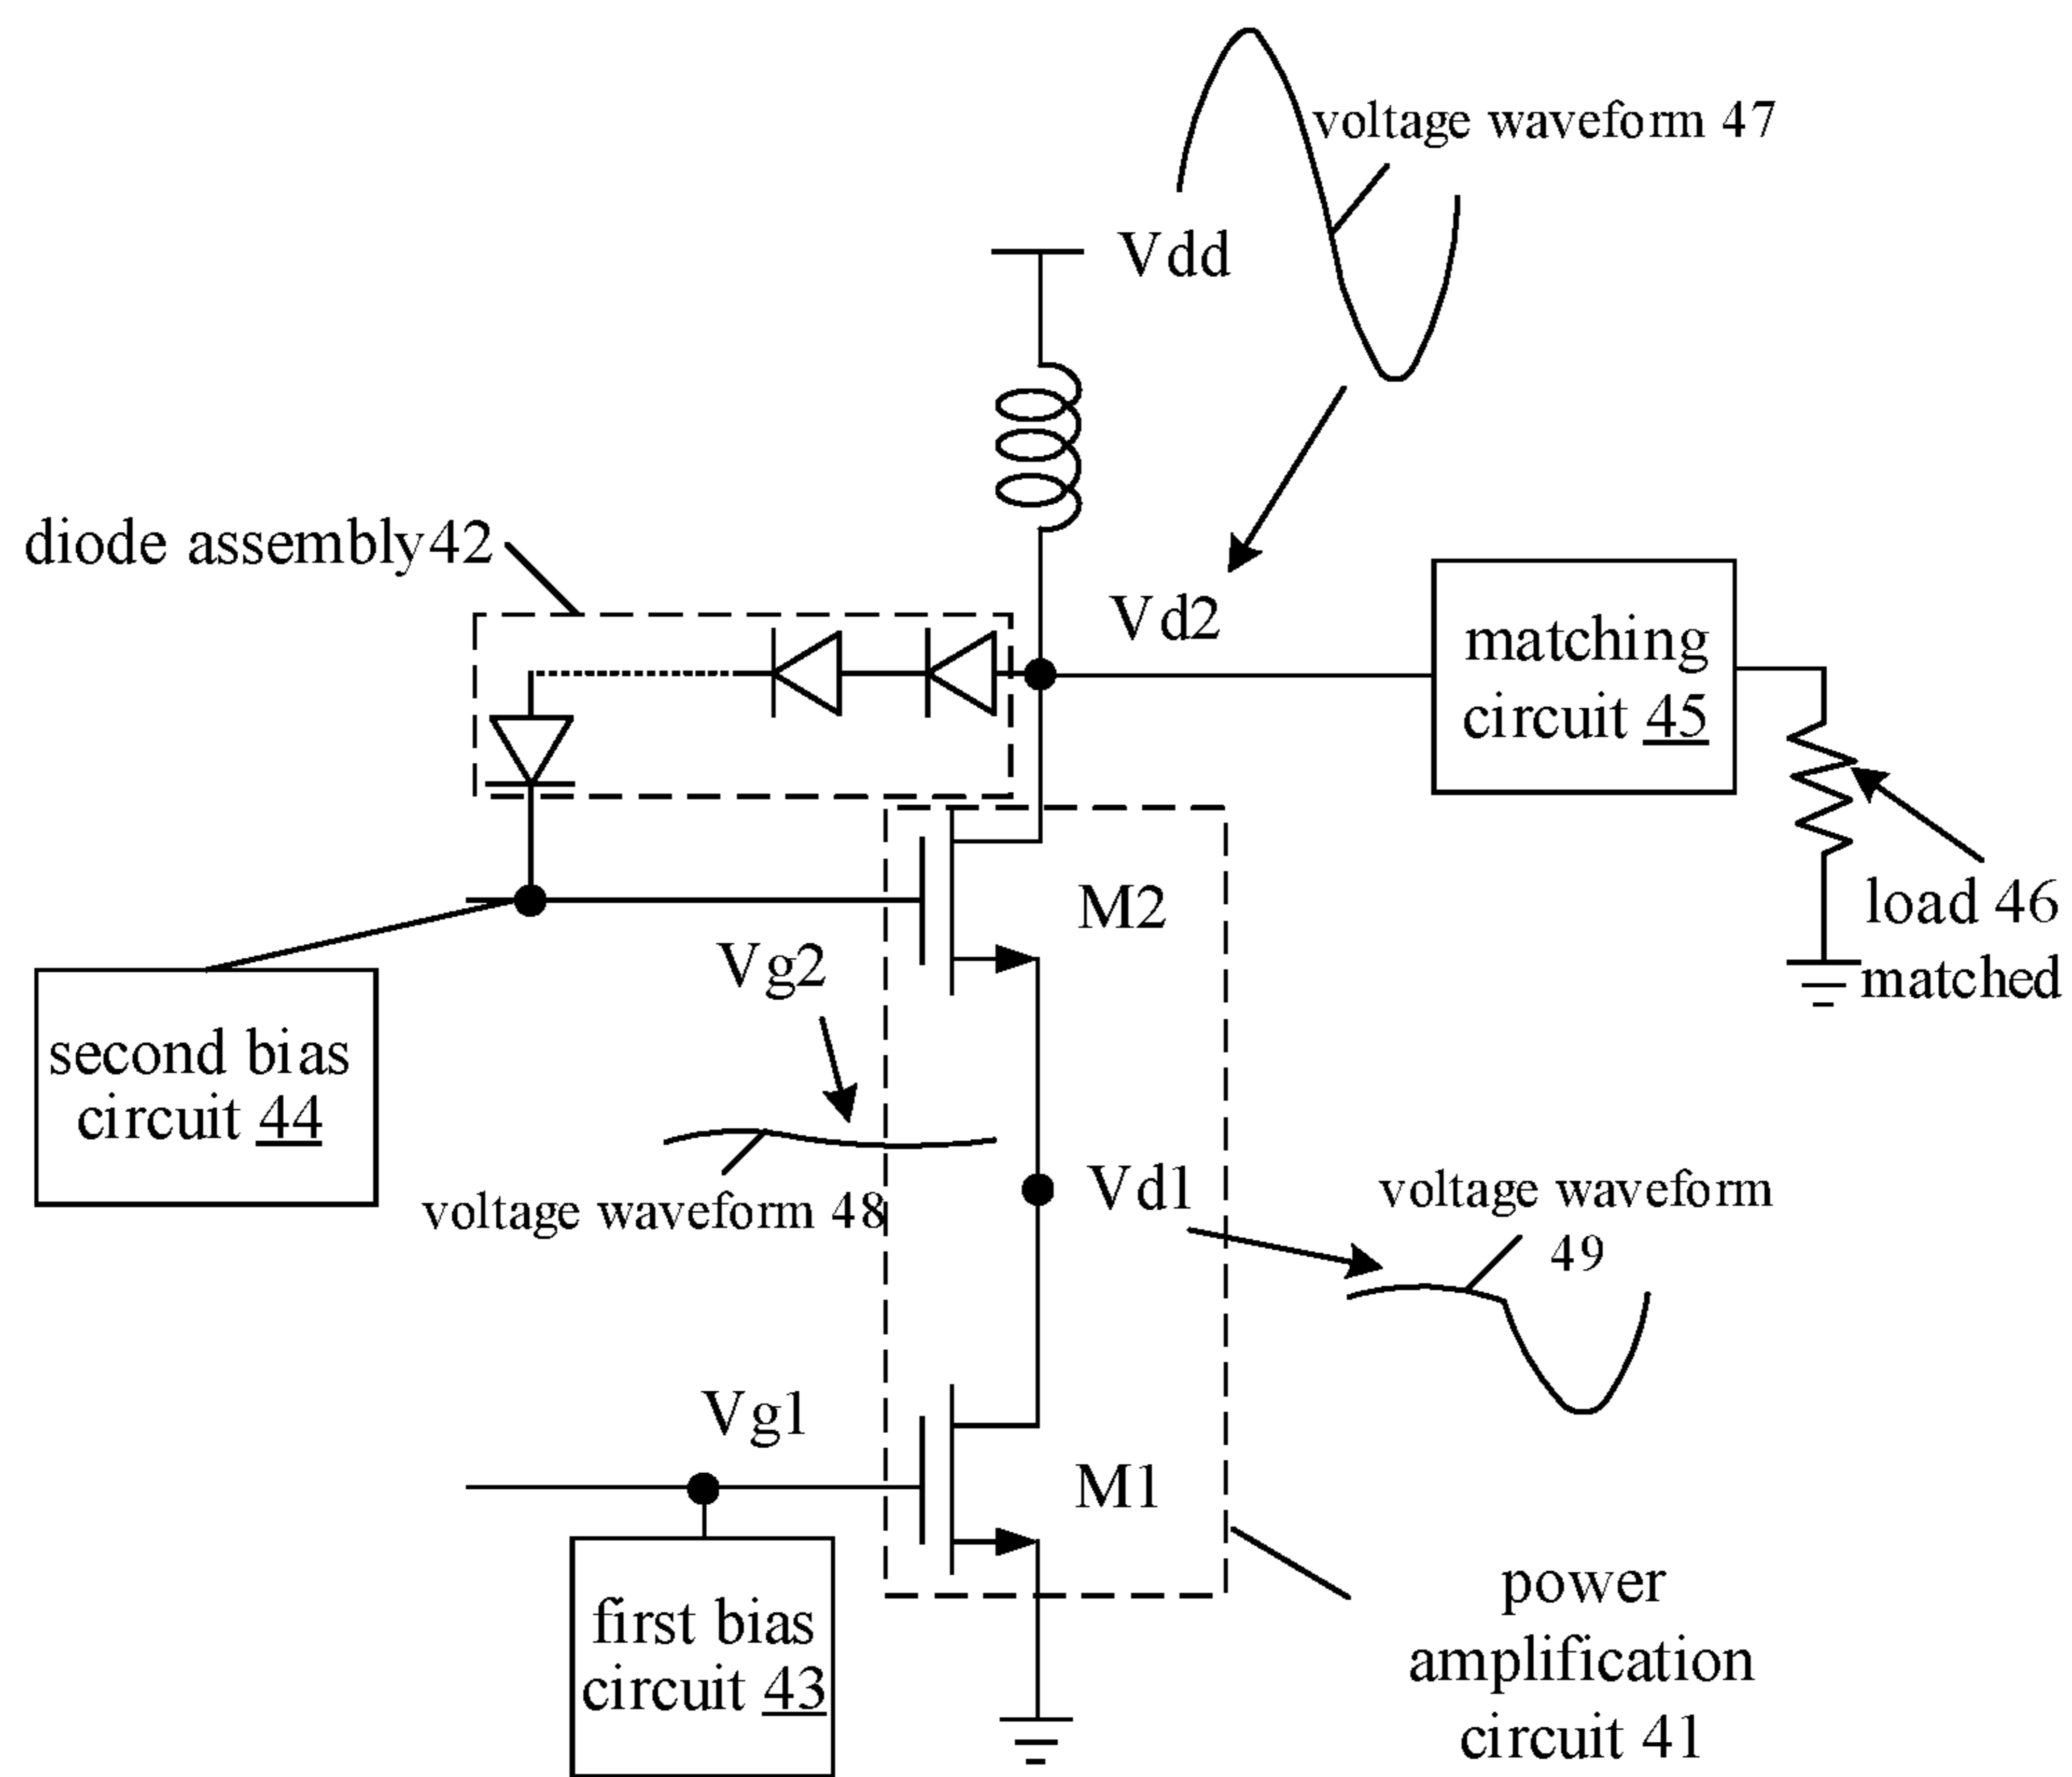 voltage waveform 47
Vdd
diode assembly42
Vd2
matching
circuit 45
M2
load 46
matched
Vg2
second bias
circuit 44
voltage waveform 48
Vd1
voltage waveform
49
Vg1
M1
first bias
circuit 43
power
amplification
circuit 41